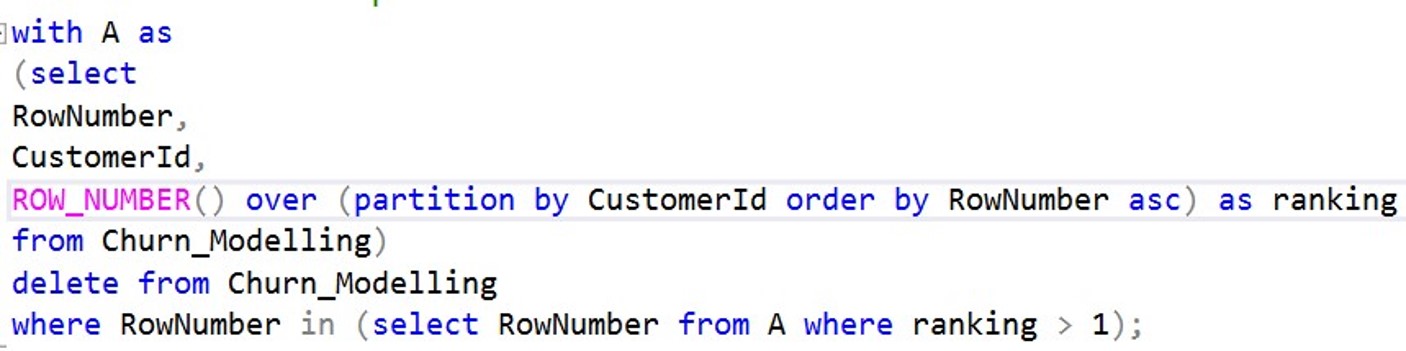 with A as
(select
RowNumber,
CustomerId,
ROW_NUMBER() over (partition by CustomerId order by RowNumber asc) as ranking
from Churn_Modelling)
delete from Churn_Modelling
where RowNumber in (select RowNumber from A where ranking > 1);